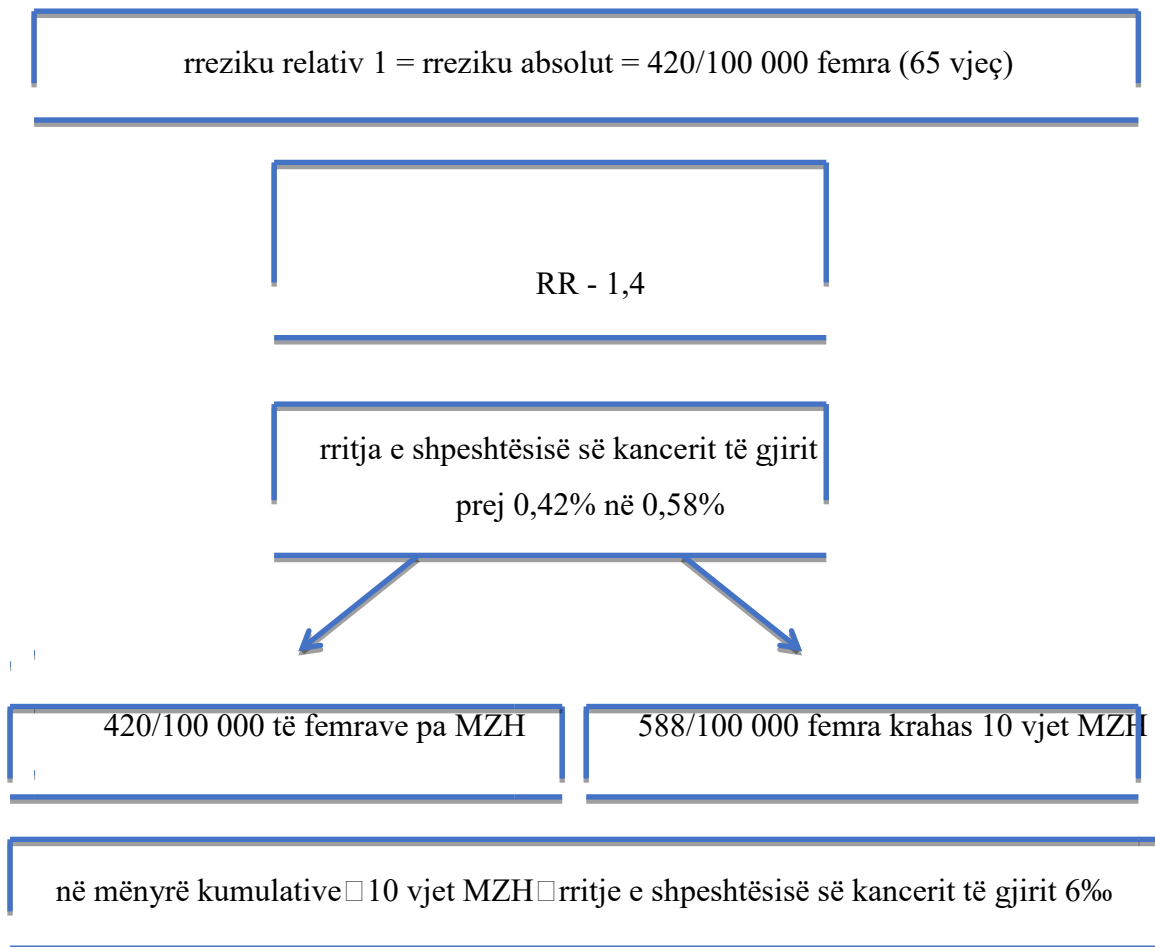 rreziku relativ 1 = rreziku absolut = 420/100 000 femra (65 vjeç)
RR - 1,4
rritja e shpeshtësisë së kancerit të gjirit
prej 0,42% në 0,58%
420/100 000 të femrave pa MZH
588/100 000 femra krahas 10 vjet MZH
në mënyrë kumulative□10 vjet MZH□rritje e shpeshtësisë së kancerit të gjirit 6‰